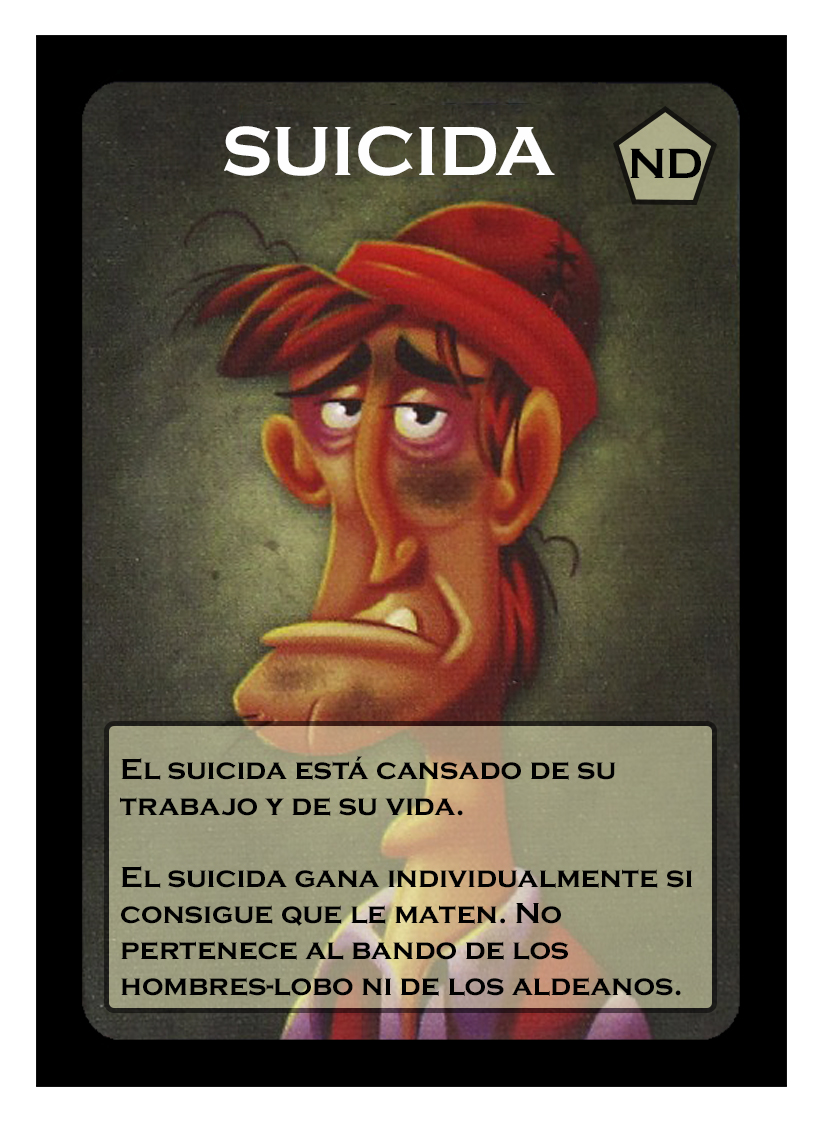 SUICIDA
ND
EL SUICIDA ESTÁ CANSADO DE SU
TRABAJO Y DE SU VIDA.
EL SUICIDA GANA INDIVIDUALMENTE SI
CONSIGUE QUE LE MATEN. NO
PERTENECE AL BANDO DE LOS
HOMBRES-LOBO NI DE LOS ALDEANOS.